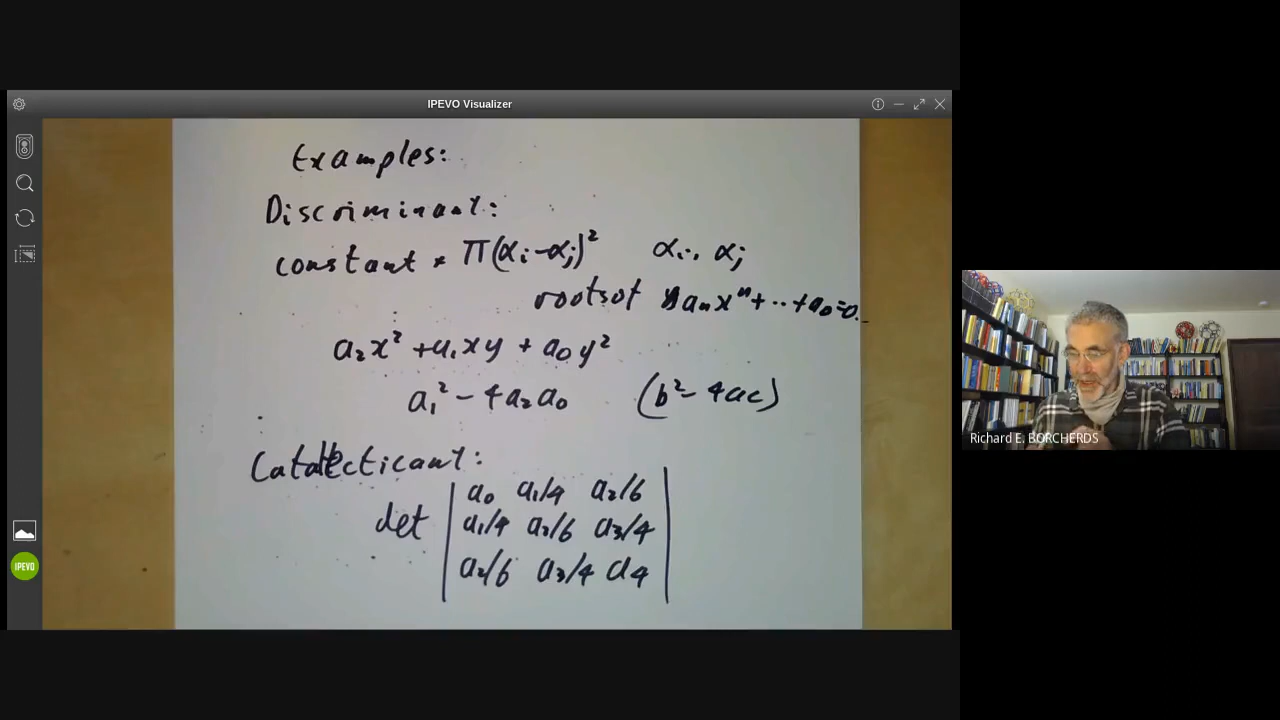 IPEVO Visualizer
Examples:
Discriminant:
constant * π(αi-αj)² αi, αj
roots of aₙxⁿ+..+a₀=0.
a₂x²+a₁xy+a₀y²
a₁²-4a₂a₀ (b²-4ac)
Catalecticant:
a₀ a₁/4 a₂/6
det a₁/4 a₂/6 a₃/4
a₂/6 a₃/4 a₄
IPEVO
Richard E. BORCHERDS